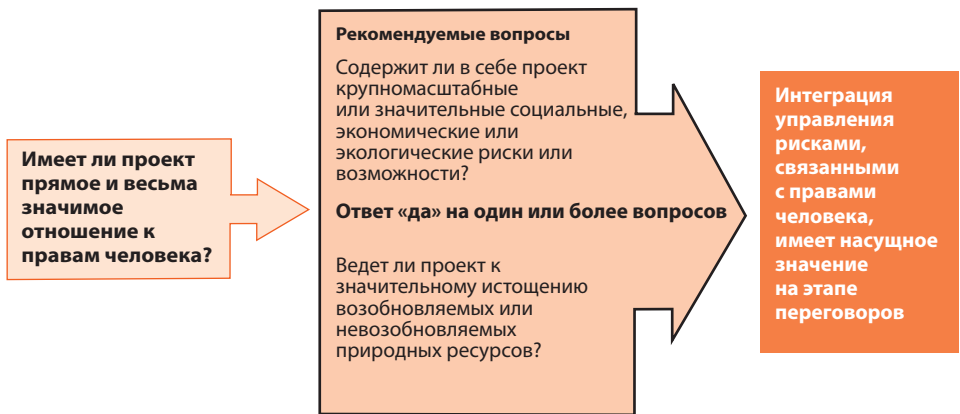 Имеет ли проект
прямое и весьма
значимое
отношение к
правам человека?
Рекомендуемые вопросы
Содержит ли в себе проект
крупномасштабные
или значительные социальные,
экономические или
экологические риски или
возможности?
Ответ «да» на один или более вопросов
Ведет ли проект к
значительному истощению
возобновляемых или
невозобновляемых
природных ресурсов?
Интеграция
управления
рисками,
связанными
с правами
человека,
имеет насущное
значение
на этапе
переговоров